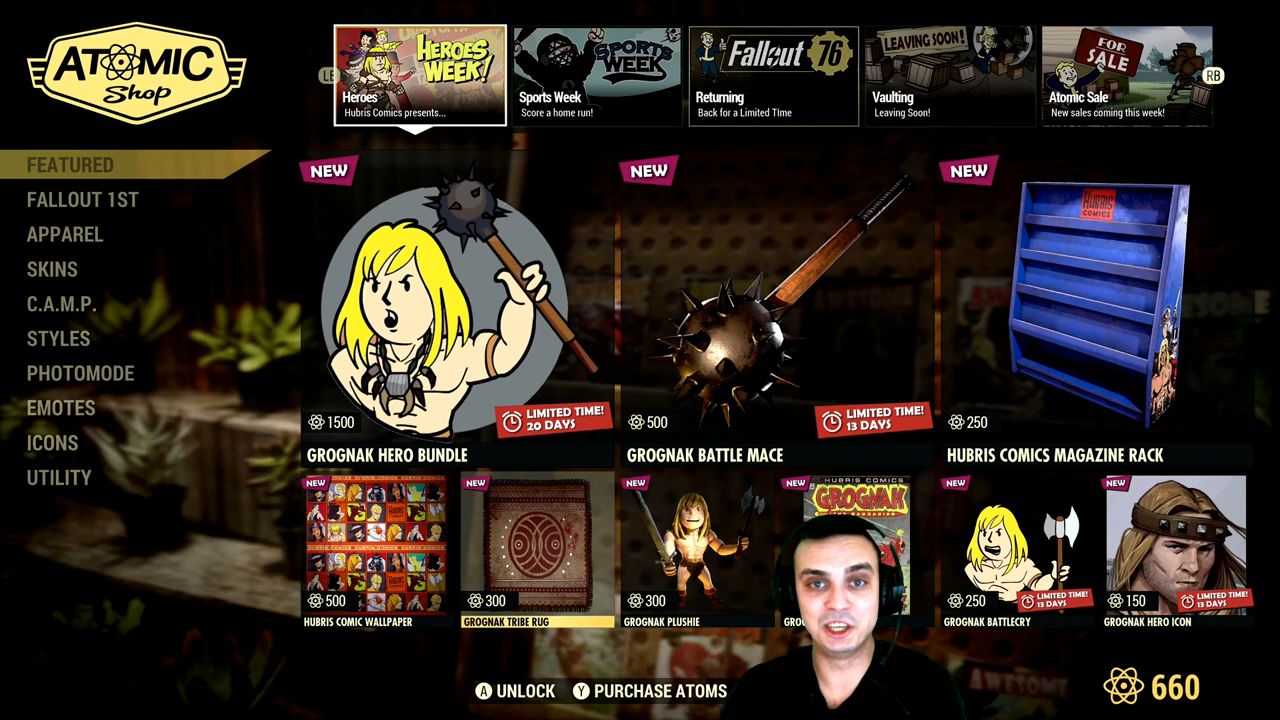 ATOMIC
Shop
LB
HEROES
WEEK!
Heroes
Hubris Comics presents...
SPORTS
WEEK
Sports Week
Score a home run!
Fallout 76
Returning
Back for a Limited TIme
LEAVING SOON!
Vaulting
Leaving Soon!
FOR
SALE
Atomic Sale
New sales coming this week!
RB
FEATURED
FALLOUT 1ST
APPAREL
SKINS
C.A.M.P.
STYLES
PHOTOMODE
EMOTES
ICONS
UTILITY
NEW
1500
LIMITED TIME!
20 DAYS
GROGNAK HERO BUNDLE
NEW
500
LIMITED TIME!
13 DAYS
GROGNAK BATTLE MACE
NEW
HUBRIS
COMICS
250
HUBRIS COMICS MAGAZINE RACK
NEW
500
HUBRIS COMIC WALLPAPER
NEW
300
GROGNAK TRIBE RUG
NEW
300
GROGNAK PLUSHIE
NEW
HUBRIS COMICS
GROGNAK
NEW
250
LIMITED TIME!
13 DAYS
GROGNAK BATTLECRY
NEW
150
LIMITED TIME!
13 DAYS
GROGNAK HERO ICON
A UNLOCK
Y PURCHASE ATOMS
660